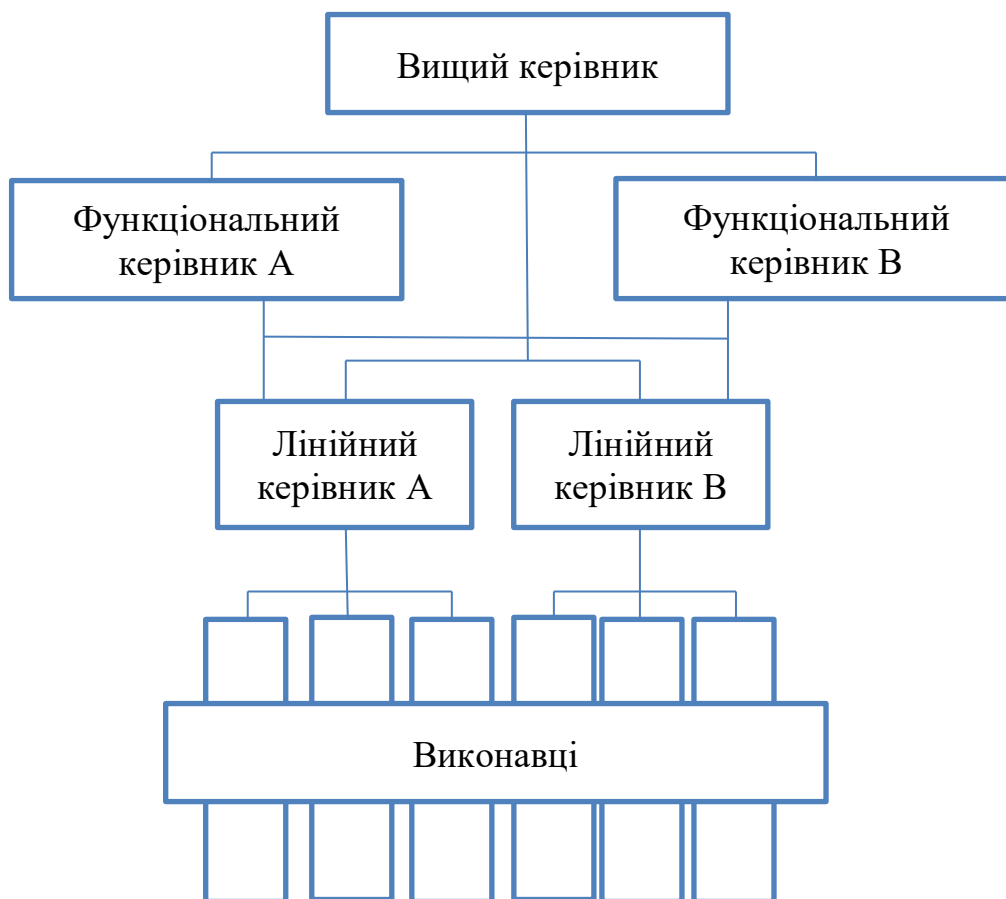 Вищий керівник
Функціональний
керівник А
Функціональний
керівник В
Лінійний
керівник А
Лінійний
керівник В
Виконавці